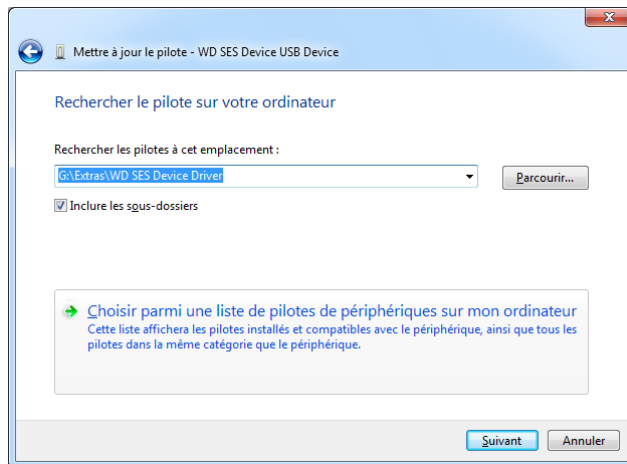 Mettre à jour le pilote - WD SES Device USB Device
Rechercher le pilote sur votre ordinateur
Rechercher les pilotes à cet emplacement :
G:\Extras\WD SES Device Driver
Parcourir...
Inclure les sous-dossiers
Choisir parmi une liste de pilotes de périphériques sur mon ordinateur
Cette liste affichera les pilotes installés et compatibles avec le périphérique, ainsi que tous les
pilotes dans la même catégorie que le périphérique.
Suivant
Annuler